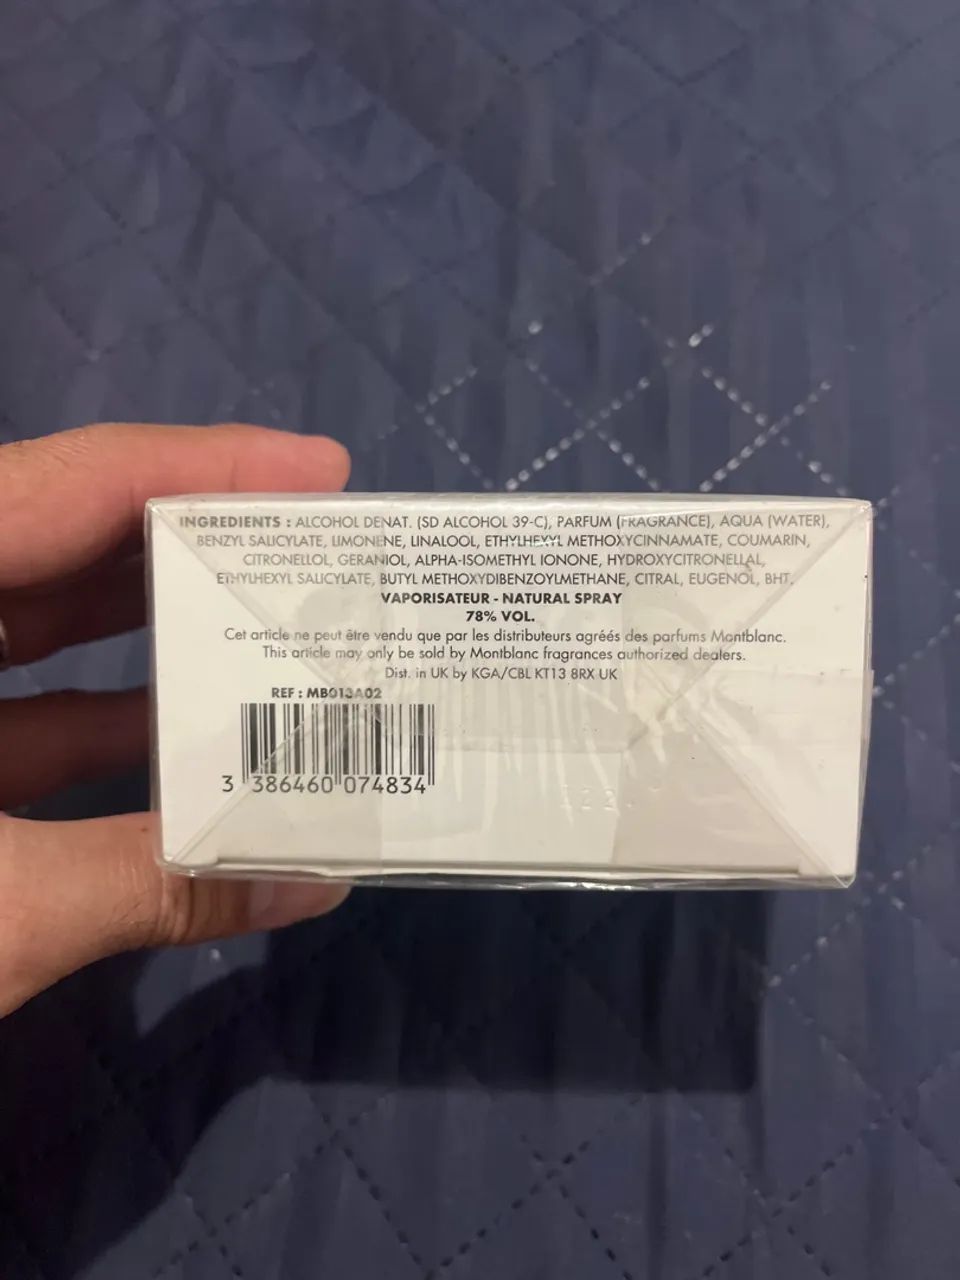 INGREDIENTS : ALCOHOL DENAT. (SD ALCOHOL 39-C), PARFUM (FRAGRANCE), AQUA (WATER),
BENZYL SALICYLATE, LIMONENE, LINALOOL, ETHYLHEXYL METHOXYCINNAMATE, COUMARIN,
CITRONELLOL, GERANIOL, ALPHA-ISOMETHYL IONONE, HYDROXYCITRONELLAL,
ETHYLHEXYL SALICYLATE, BUTYL METHOXYDIBENZOYLMETHANE, CITRAL, EUGENOL, BHT.
VAPORISATEUR - NATURAL SPRAY
78% VOL.
Cet article ne peut être vendu que par les distributeurs agréés des parfums Montblanc.
This article may only be sold by Montblanc fragrances authorized dealers.
Dist. in UK by KGA/CBL KT13 8RX UK
REF : MB013A02
3 386460 074834